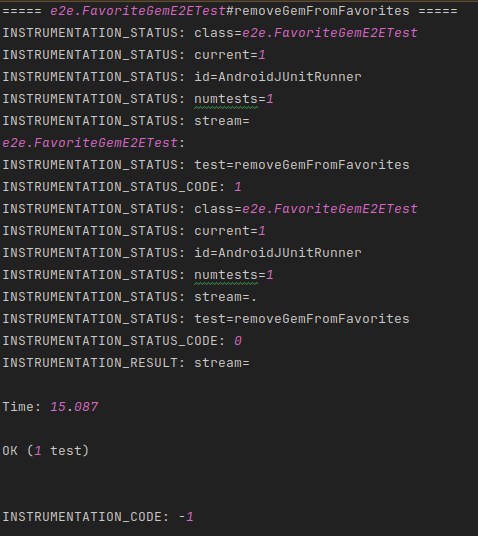 ===== e2e.FavoriteGemE2ETest#removeGemFromFavorites =====
INSTRUMENTATION_STATUS: class=e2e.FavoriteGemE2ETest
INSTRUMENTATION_STATUS: current=1
INSTRUMENTATION_STATUS: id=AndroidJUnitRunner
INSTRUMENTATION_STATUS: numtests=1
INSTRUMENTATION_STATUS: stream=
e2e.FavoriteGemE2ETest:
INSTRUMENTATION_STATUS: test=removeGemFromFavorites
INSTRUMENTATION_STATUS_CODE: 1
INSTRUMENTATION_STATUS: class=e2e.FavoriteGemE2ETest
INSTRUMENTATION_STATUS: current=1
INSTRUMENTATION_STATUS: id=AndroidJUnitRunner
INSTRUMENTATION_STATUS: numtests=1
INSTRUMENTATION_STATUS: stream=.
INSTRUMENTATION_STATUS: test=removeGemFromFavorites
INSTRUMENTATION_STATUS_CODE: 0
INSTRUMENTATION_RESULT: stream=
Time: 15.087
OK (1 test)
INSTRUMENTATION_CODE: -1